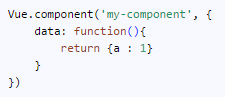 Vue.component('my-component', {
    data: function(){
        return {a : 1}
    }
})